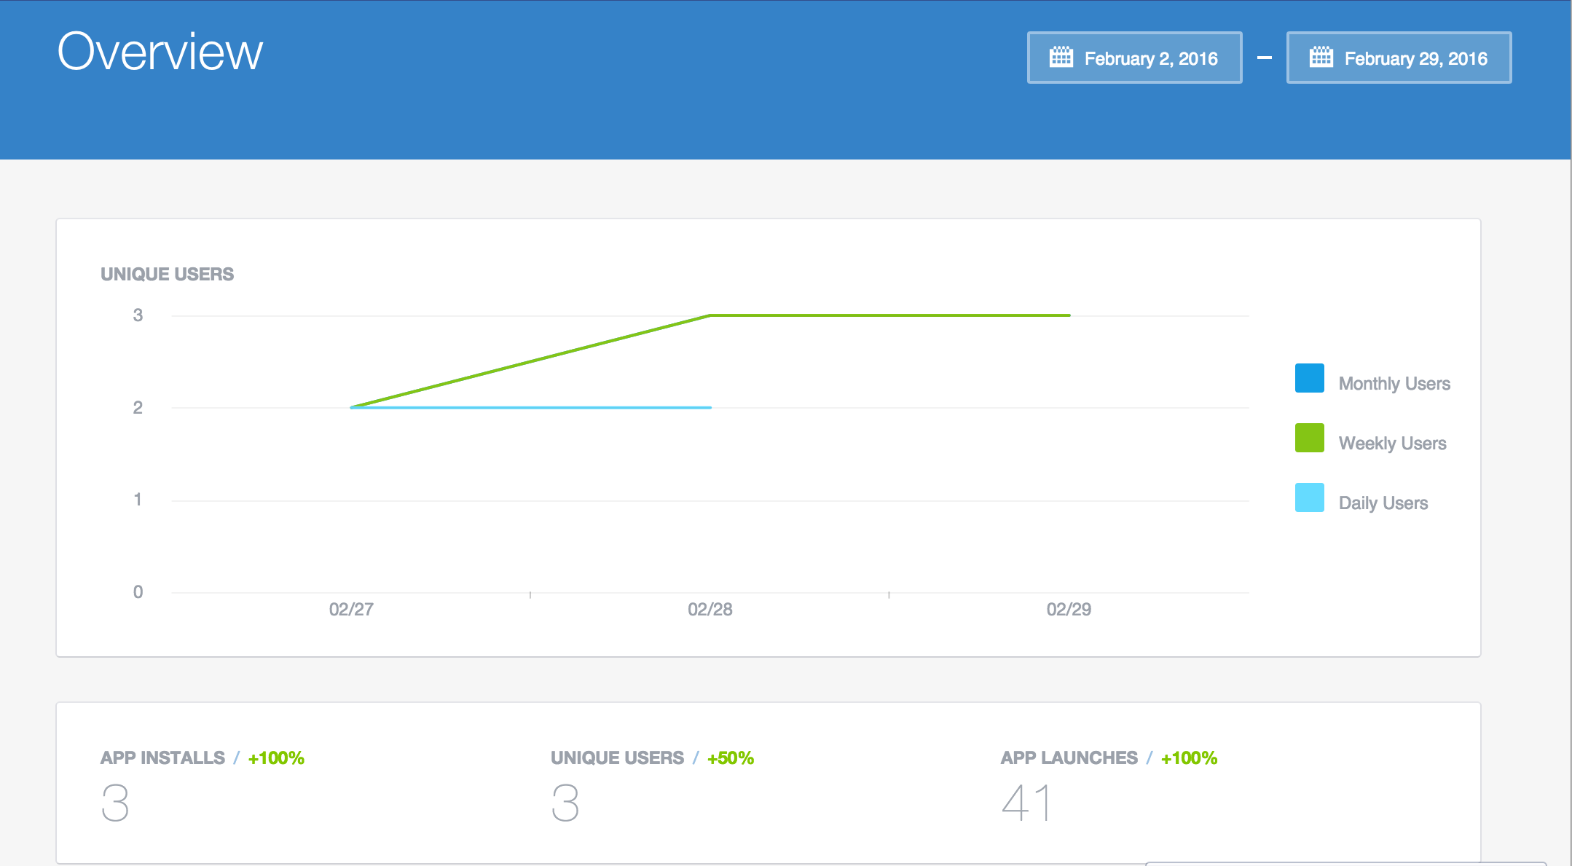 Overview
February 2, 2016 – February 29, 2016
UNIQUE USERS
3
2
1
0
02/27 02/28 02/29
Monthly Users
Weekly Users
Daily Users
APP INSTALLS / +100%
3
UNIQUE USERS / +50%
3
APP LAUNCHES / +100%
41